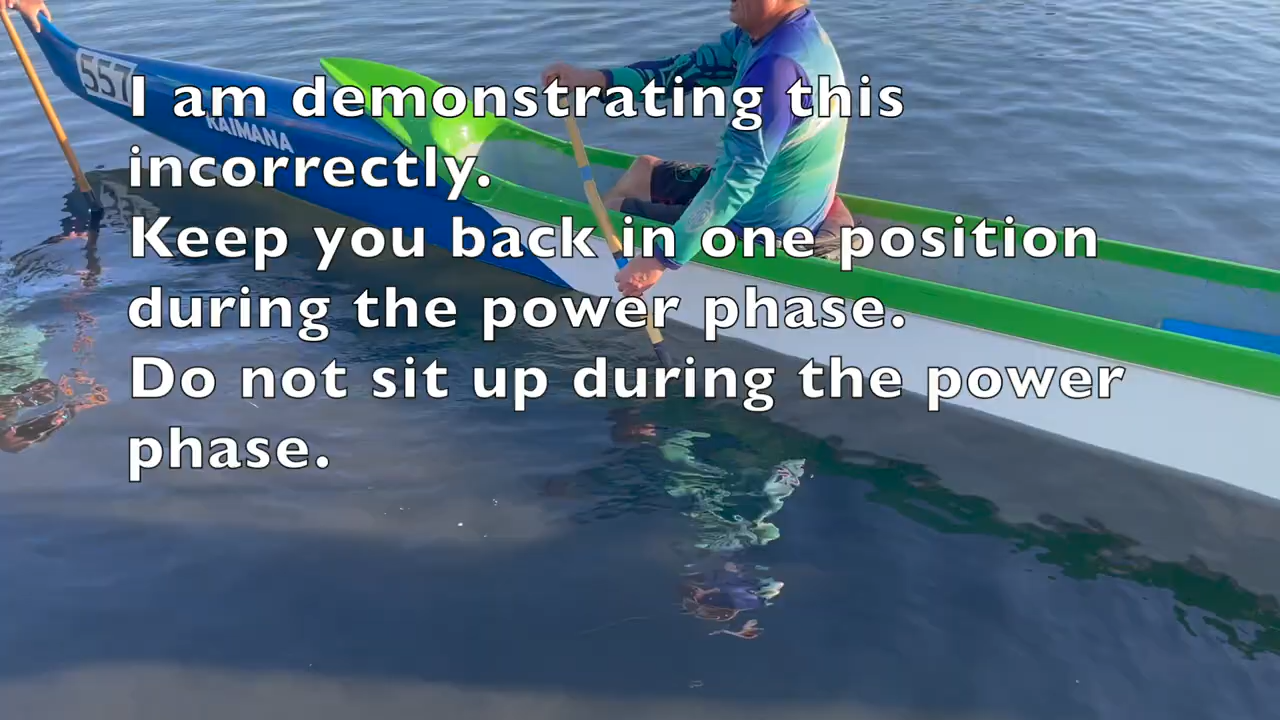 557
KAIMANA
I am demonstrating this
incorrectly.
Keep you back in one position
during the power phase.
Do not sit up during the power
phase.